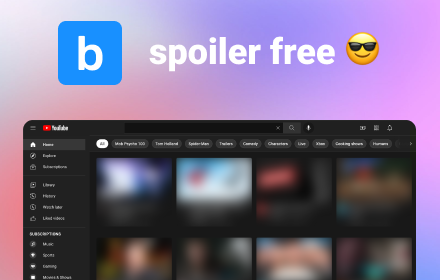 b
spoiler free 😎
YouTube
All
Mob Psycho 100
Tom Holland
Spider-Man
Trailers
Comedy
Characters
Live
Xbox
Cooking shows
Humans
Home
Explore
Subscriptions
Library
History
Watch later
Liked videos
SUBSCRIPTIONS
Music
Sports
Gaming
Movies & Shows